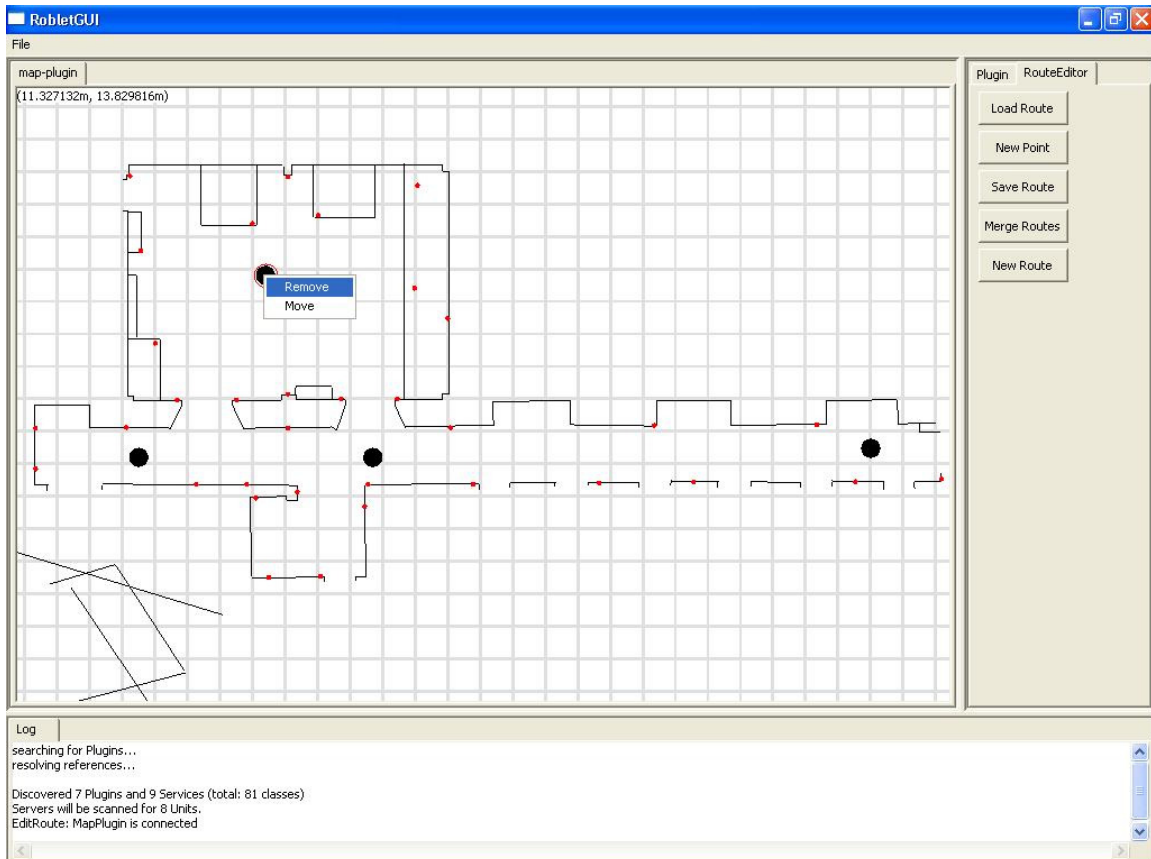 RobletGUI
File
map-plugin
(11.327132m, 13.829816m)
Remove
Move
Plugin RouteEditor
Load Route
New Point
Save Route
Merge Routes
New Route
Log
searching for Plugins...
resolving references...
Discovered 7 Plugins and 9 Services (total: 81 classes)
Servers will be scanned for 8 Units.
EditRoute: MapPlugin is connected